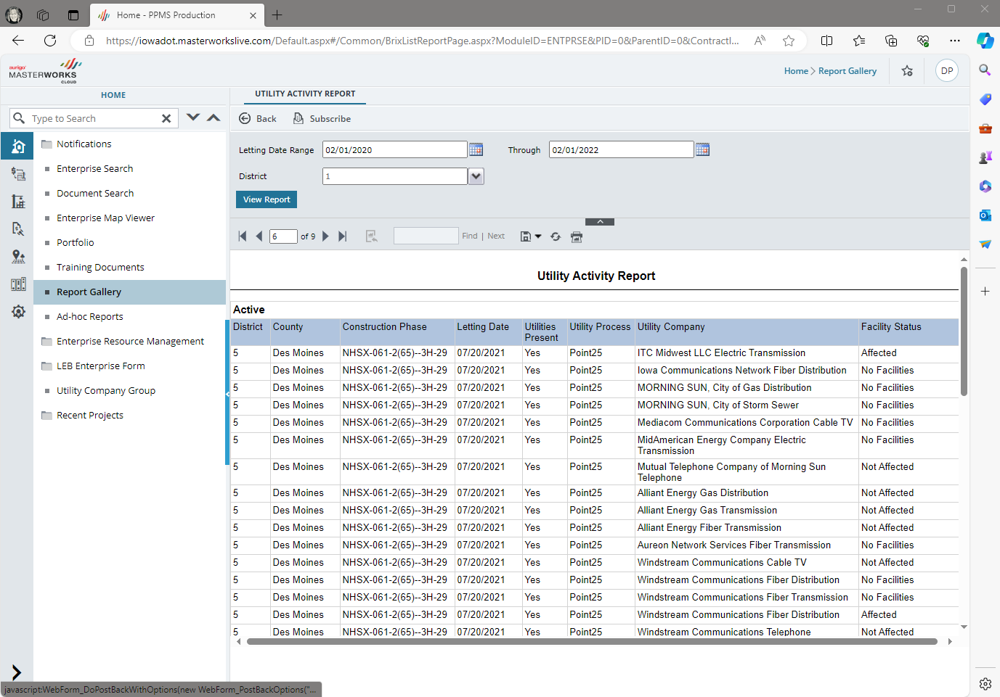 Home - PPMS Production
https://iowadot.masterworkslive.com/Default.aspx#/Common/BrixListReportPage.aspx?ModuleID=ENTPRSE&PID=0&ParentID=0&ContractI...
aurigo
MASTERWORKS
CLOUD
Home > Report Gallery
DP
HOME
UTILITY ACTIVITY REPORT
Type to Search
Back
Subscribe
Notifications
Enterprise Search
Document Search
Enterprise Map Viewer
Portfolio
Training Documents
Report Gallery
Ad-hoc Reports
Enterprise Resource Management
LEB Enterprise Form
Utility Company Group
Recent Projects
Letting Date Range 02/01/2020 Through 02/01/2022
District 1
View Report
6 of 9 Find | Next
Utility Activity Report
Active
District County Construction Phase Letting Date Utilities Present Utility Process Utility Company Facility Status
5 Des Moines NHSX-061-2(65)--3H-29 07/20/2021 Yes Point25 ITC Midwest LLC Electric Transmission Affected
5 Des Moines NHSX-061-2(65)--3H-29 07/20/2021 Yes Point25 Iowa Communications Network Fiber Distribution No Facilities
5 Des Moines NHSX-061-2(65)--3H-29 07/20/2021 Yes Point25 MORNING SUN, City of Gas Distribution No Facilities
5 Des Moines NHSX-061-2(65)--3H-29 07/20/2021 Yes Point25 MORNING SUN, City of Storm Sewer No Facilities
5 Des Moines NHSX-061-2(65)--3H-29 07/20/2021 Yes Point25 Mediacom Communications Corporation Cable TV No Facilities
5 Des Moines NHSX-061-2(65)--3H-29 07/20/2021 Yes Point25 MidAmerican Energy Company Electric Transmission No Facilities
5 Des Moines NHSX-061-2(65)--3H-29 07/20/2021 Yes Point25 Mutual Telephone Company of Morning Sun Telephone Not Affected
5 Des Moines NHSX-061-2(65)--3H-29 07/20/2021 Yes Point25 Alliant Energy Gas Distribution Not Affected
5 Des Moines NHSX-061-2(65)--3H-29 07/20/2021 Yes Point25 Alliant Energy Gas Transmission Not Affected
5 Des Moines NHSX-061-2(65)--3H-29 07/20/2021 Yes Point25 Alliant Energy Fiber Transmission Not Affected
5 Des Moines NHSX-061-2(65)--3H-29 07/20/2021 Yes Point25 Aureon Network Services Fiber Transmission No Facilities
5 Des Moines NHSX-061-2(65)--3H-29 07/20/2021 Yes Point25 Windstream Communications Cable TV Not Affected
5 Des Moines NHSX-061-2(65)--3H-29 07/20/2021 Yes Point25 Windstream Communications Fiber Distribution No Facilities
5 Des Moines NHSX-061-2(65)--3H-29 07/20/2021 Yes Point25 Windstream Communications Fiber Transmission No Facilities
5 Des Moines NHSX-061-2(65)--3H-29 07/20/2021 Yes Point25 Windstream Communications Fiber Distribution Affected
5 Des Moines NHSX-061-2(65)--3H-29 07/20/2021 Yes Point25 Windstream Communications Telephone Not Affected
javascript:WebForm_DoPostBackWithOptions(new WebForm_PostBackOptions("...